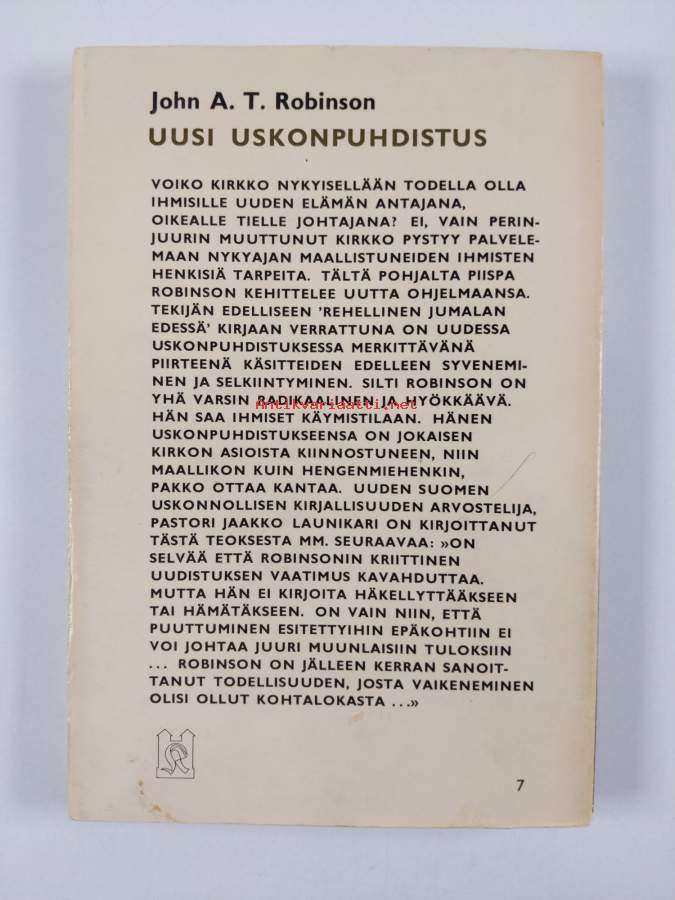 John A. T. Robinson
UUSI USKONPUHDISTUS
VOIKO KIRKKO NYKYISELLÄÄN TODELLA OLLA
IHMISILLE UUDEN ELÄMÄN ANTAJANA,
OIKEALLE TIELLE JOHTAJANA? EI, VAIN PERIN-
JUURIN MUUTTUNUT KIRKKO PYSTYY PALVELE-
MAAN NYKYAJAN MAALLISTUNEIDEN IHMISTEN
HENKISIÄ TARPEITA. TÄLTÄ POHJALTA PIISPA
ROBINSON KEHITTELEE UUTTA OHJELMAANSA.
TEKIJÄN EDELLISEEN 'REHELLINEN JUMALAN
EDESSÄ' KIRJAAN VERRATTUNA ON UUDESSA
USKONPUHDISTUKSESSA MERKITTÄVÄNÄ
PIIRTEENÄ KÄSITTEIDEN EDELLEEN SYVENEMI-
NEN JA SELKIINTYMINEN. SILTI ROBINSON ON
YHÄ VARSIN RADIKAALINEN JA HYÖKKÄÄVÄ.
Antikvariaatti.net
HÄN SAA IHMISET KÄYMISTILAAN. HÄNEN
USKONPUHDISTUKSEENSA ON JOKAISEN
KIRKON ASIOISTA KIINNOSTUNEEN, NIIN
MAALLIKON KUIN HENGENMIEHENKIN,
PAKKO OTTAA KANTAA. UUDEN SUOMEN
USKONNOLLISEN KIRJALLISUUDEN ARVOSTELIJA,
PASTORI JAAKKO LAUNIKARI ON KIRJOITTANUT
TÄSTÄ TEOKSESTA MM. SEURAAVAA: »ON
SELVÄÄ ETTÄ ROBINSONIN KRIITTINEN
UUDISTUKSEN VAATIMUS KAVAHDUTTAA.
MUTTA HÄN EI KIRJOITA HÄKELLYTTÄÄKSEEN
TAI HÄMÄTÄKSEEN. ON VAIN NIIN, ETTÄ
PUUTTUMINEN ESITETTYIHIN EPÄKOHTIIN EI
VOI JOHTAA JUURI MUUNLAISIIN TULOKSIIN
... ROBINSON ON JÄLLEEN KERRAN SANOIT-
TANUT TODELLISUUDEN, JOSTA VAIKENEMINEN
OLISI OLLUT KOHTALOKASTA ...»
7